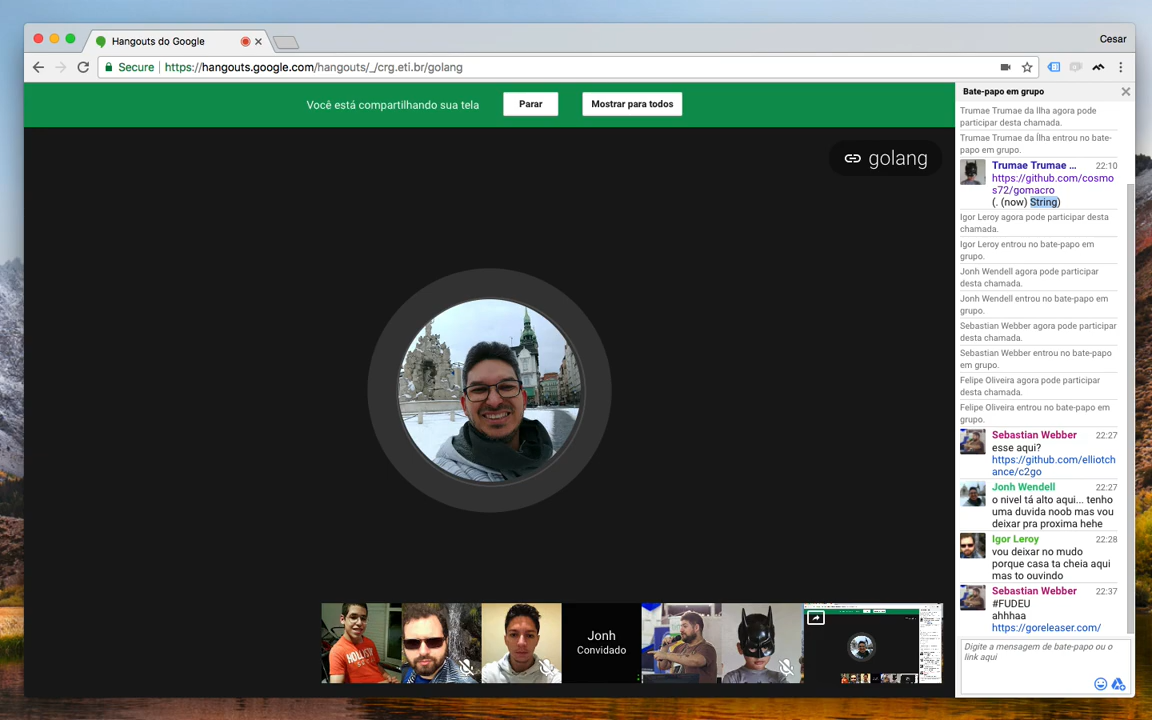 Hangouts do Google
Cesar
Secure
https://hangouts.google.com/hangouts/_/crg.eti.br/golang
Você está compartilhando sua tela
Parar
Mostrar para todos
golang
HOLLISTER
Jonh
Convidado
Bate-papo em grupo
Trumae Trumae da Ilha agora pode
participar desta chamada.
Trumae Trumae da Ilha entrou no bate-
papo em grupo.
Trumae Trumae ... 22:10
https://github.com/cosmo
s72/gomacro
(. (now) String)
Igor Leroy agora pode participar desta
chamada.
Igor Leroy entrou no bate-papo em
grupo.
Jonh Wendell agora pode participar
desta chamada.
Jonh Wendell entrou no bate-papo em
grupo.
Sebastian Webber agora pode participar
desta chamada.
Sebastian Webber entrou no bate-papo
em grupo.
Felipe Oliveira agora pode participar
desta chamada.
Felipe Oliveira entrou no bate-papo em
grupo.
Sebastian Webber 22:27
esse aqui?
https://github.com/elliotch
ance/c2go
Jonh Wendell 22:27
o nivel tá alto aqui... tenho
uma duvida noob mas vou
deixar pra proxima hehe
Igor Leroy 22:28
vou deixar no mudo
porque casa ta cheia aqui
mas to ouvindo
Sebastian Webber 22:37
#FUDEU
ahhhaa
https://goreleaser.com/
Digite a mensagem de bate-papo ou o
link aqui